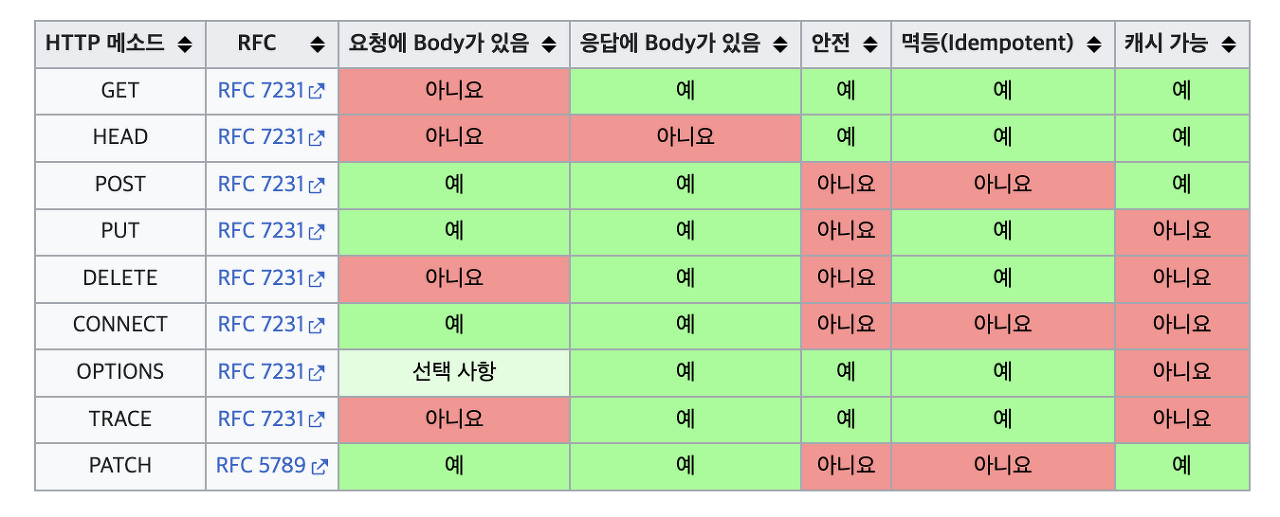 HTTP 메소드 RFC 요청에 Body가 있음 응답에 Body가 있음 안전 멱등(Idempotent) 캐시 가능
GET RFC 7231 아니요 예 예 예 예
HEAD RFC 7231 아니요 아니요 예 예 예
POST RFC 7231 예 예 아니요 아니요 예
PUT RFC 7231 예 예 아니요 예 아니요
DELETE RFC 7231 아니요 예 아니요 예 아니요
CONNECT RFC 7231 예 예 아니요 아니요 아니요
OPTIONS RFC 7231 선택 사항 예 예 예 아니요
TRACE RFC 7231 아니요 예 예 예 아니요
PATCH RFC 5789 예 예 아니요 아니요 예